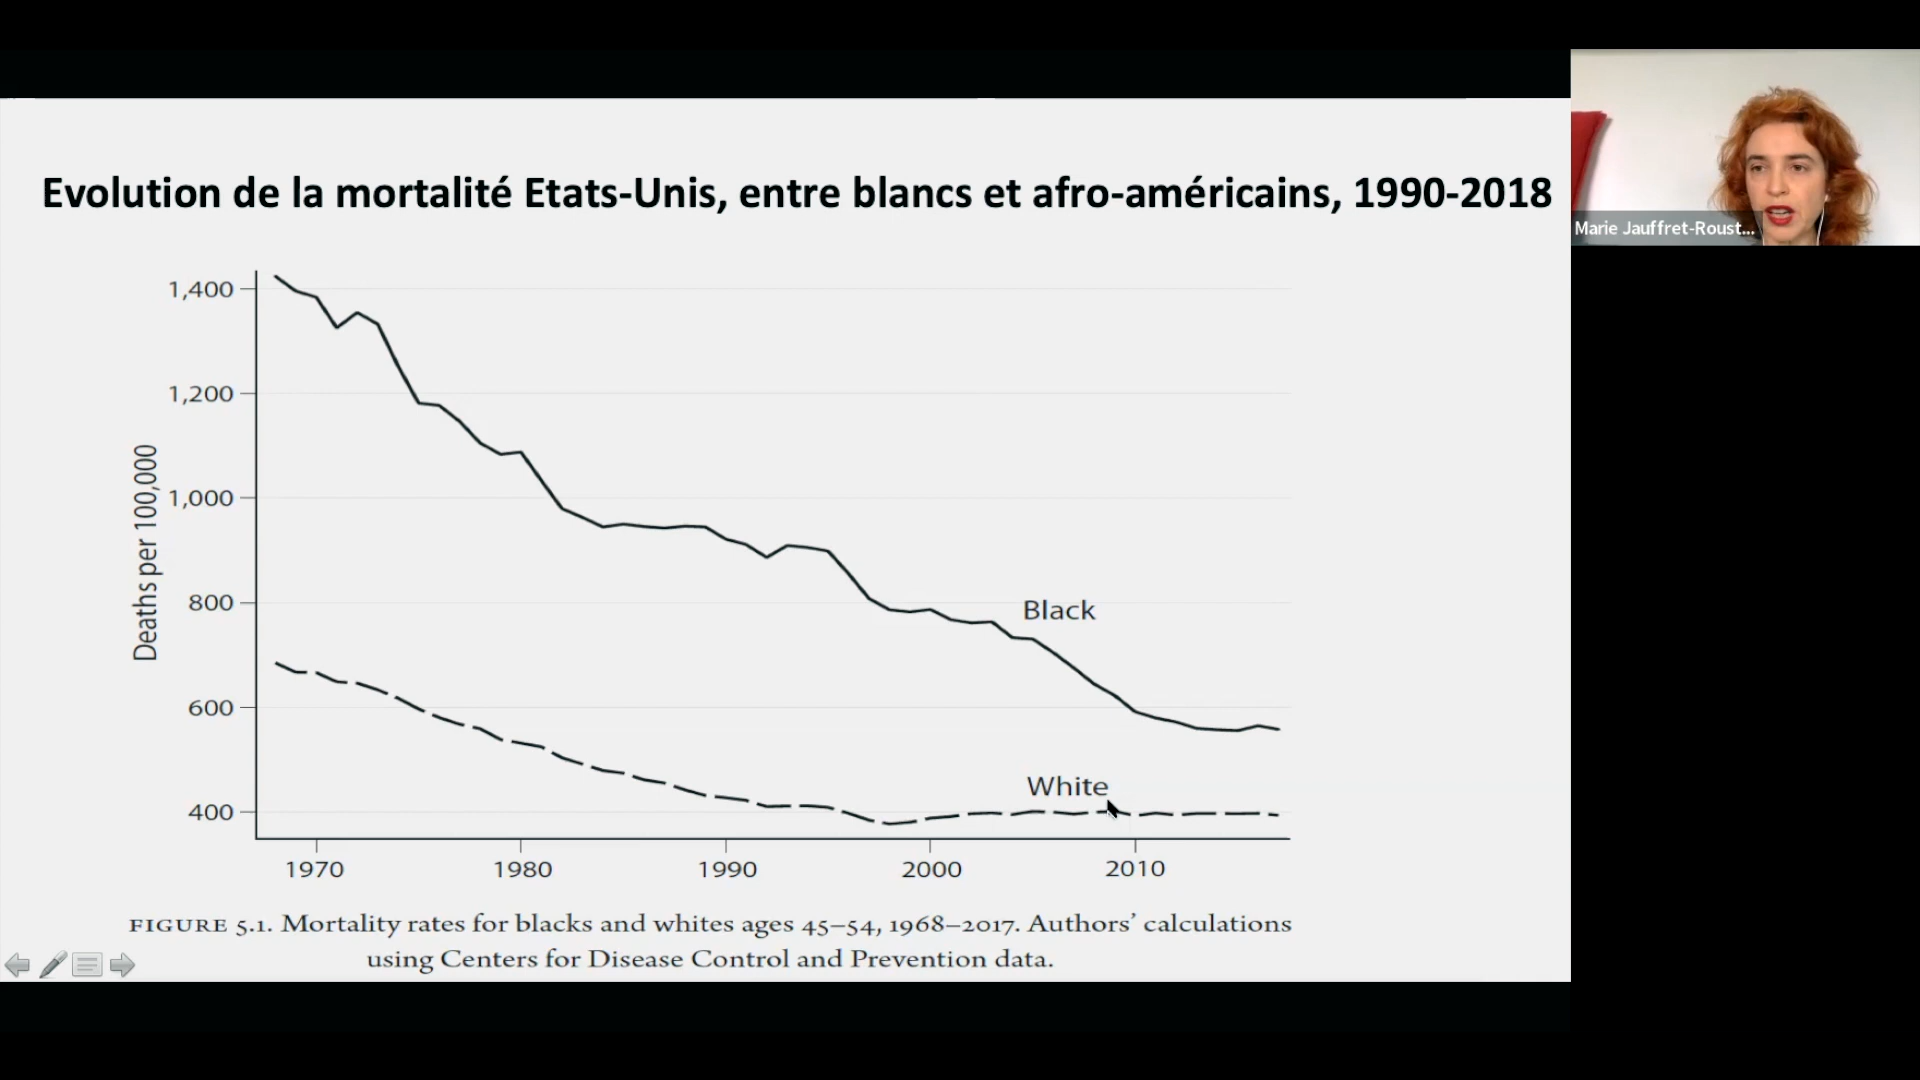 Evolution de la mortalité Etats-Unis, entre blancs et afro-américains, 1990-2018
Marie Jauffret-Roust...
Deaths per 100,000
1,400
1,200
1,000
800
600
400
Black
White
1970 1980 1990 2000 2010
FIGURE 5.1. Mortality rates for blacks and whites ages 45–54, 1968–2017. Authors’ calculations
using Centers for Disease Control and Prevention data.